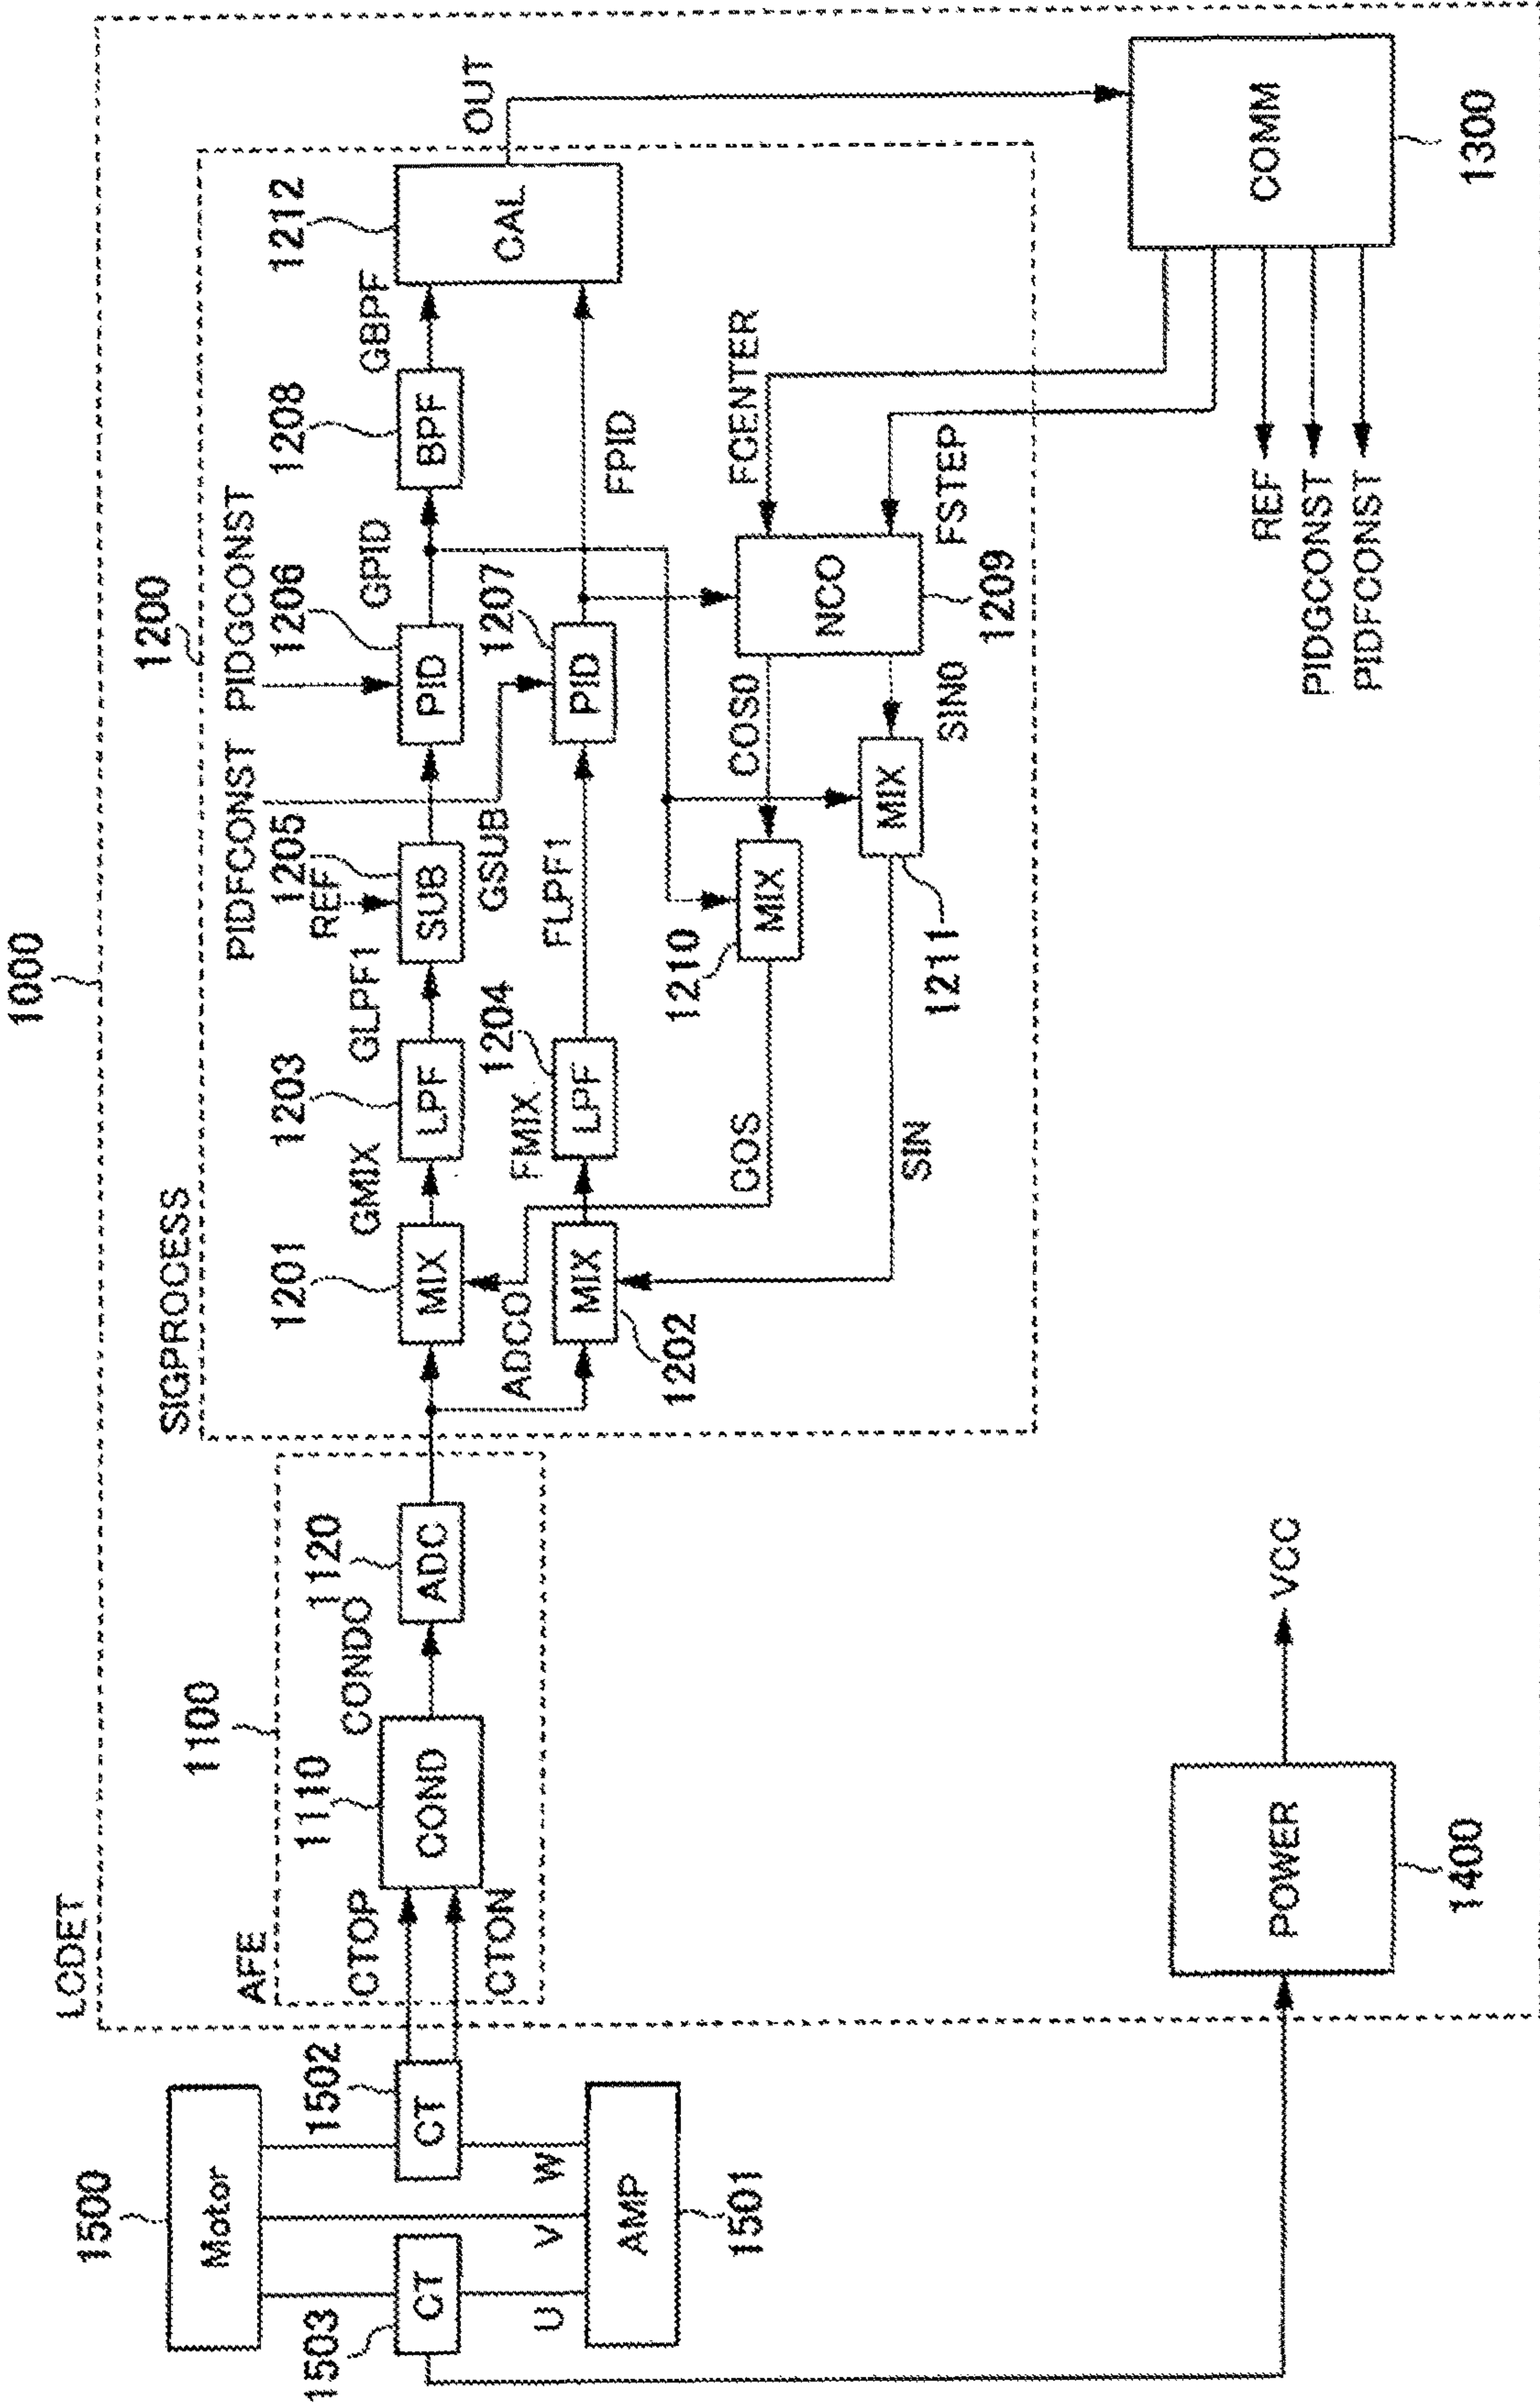 1000
LCDET
1500
Motor
1503
CT
1502
CT
U
V
W
AMP
1501
AFE
1100
CTOP
CTON
1110
COND
CONDO
1120
ADC
SIGPROCESS
1200
ADCO
1201
MIX
GMIX
1202
MIX
FMIX
1203
LPF
GLPF1
1204
LPF
FLPF1
REF
1205
SUB
GSUB
PIDFCONST
PIDGCONST
1206
PID
GPID
1207
PID
FPID
1208
BPF
GBPF
1212
CAL
OUT
COS
SIN
1210
MIX
1211
MIX
COS0
SIN0
NCO
1209
FCENTER
FSTEP
REF
PIDGCONST
PIDFCONST
COMM
1300
POWER
1400
VCC